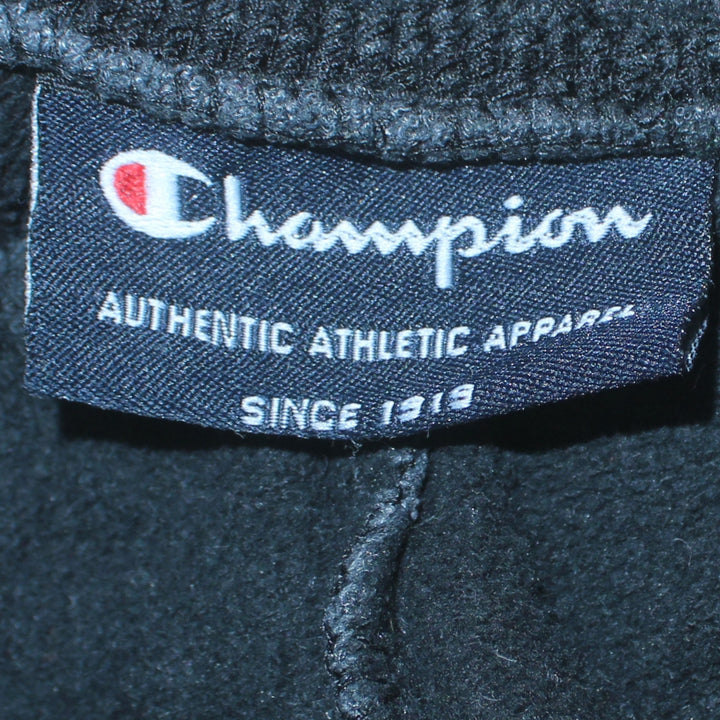 Champion
AUTHENTIC ATHLETIC APPAREL
SINCE 1919